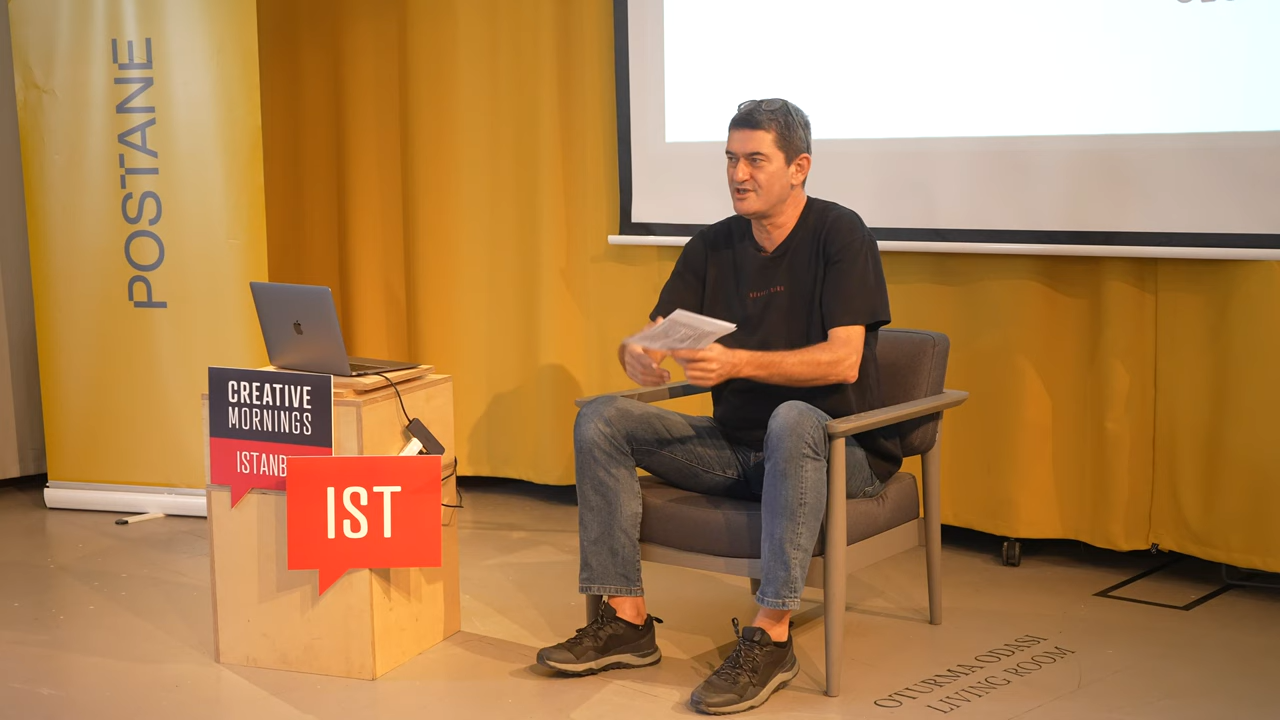 POSTANE
CREATIVE
MORNINGS
ISTANB
IST
OTURMA ODASI
LIVING ROOM